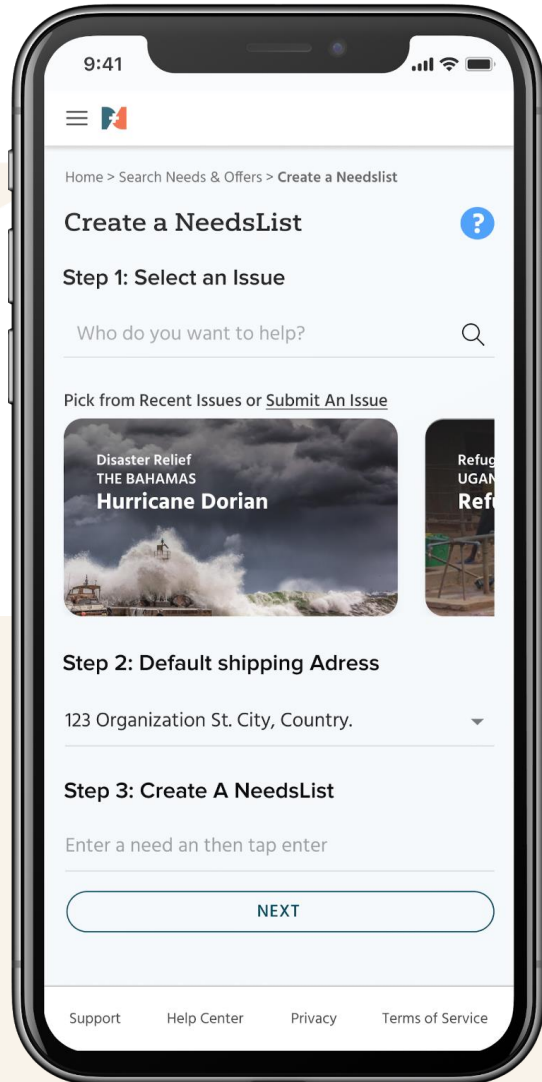 9:41
Home > Search Needs & Offers > Create a Needslist
Create a NeedsList
?
Step 1: Select an Issue
Who do you want to help?
Pick from Recent Issues or Submit An Issue
Disaster Relief
THE BAHAMAS
Hurricane Dorian
Refug
UGAN
Refu
Step 2: Default shipping Adress
123 Organization St. City, Country.
Step 3: Create A NeedsList
Enter a need an then tap enter
NEXT
Support Help Center Privacy Terms of Service